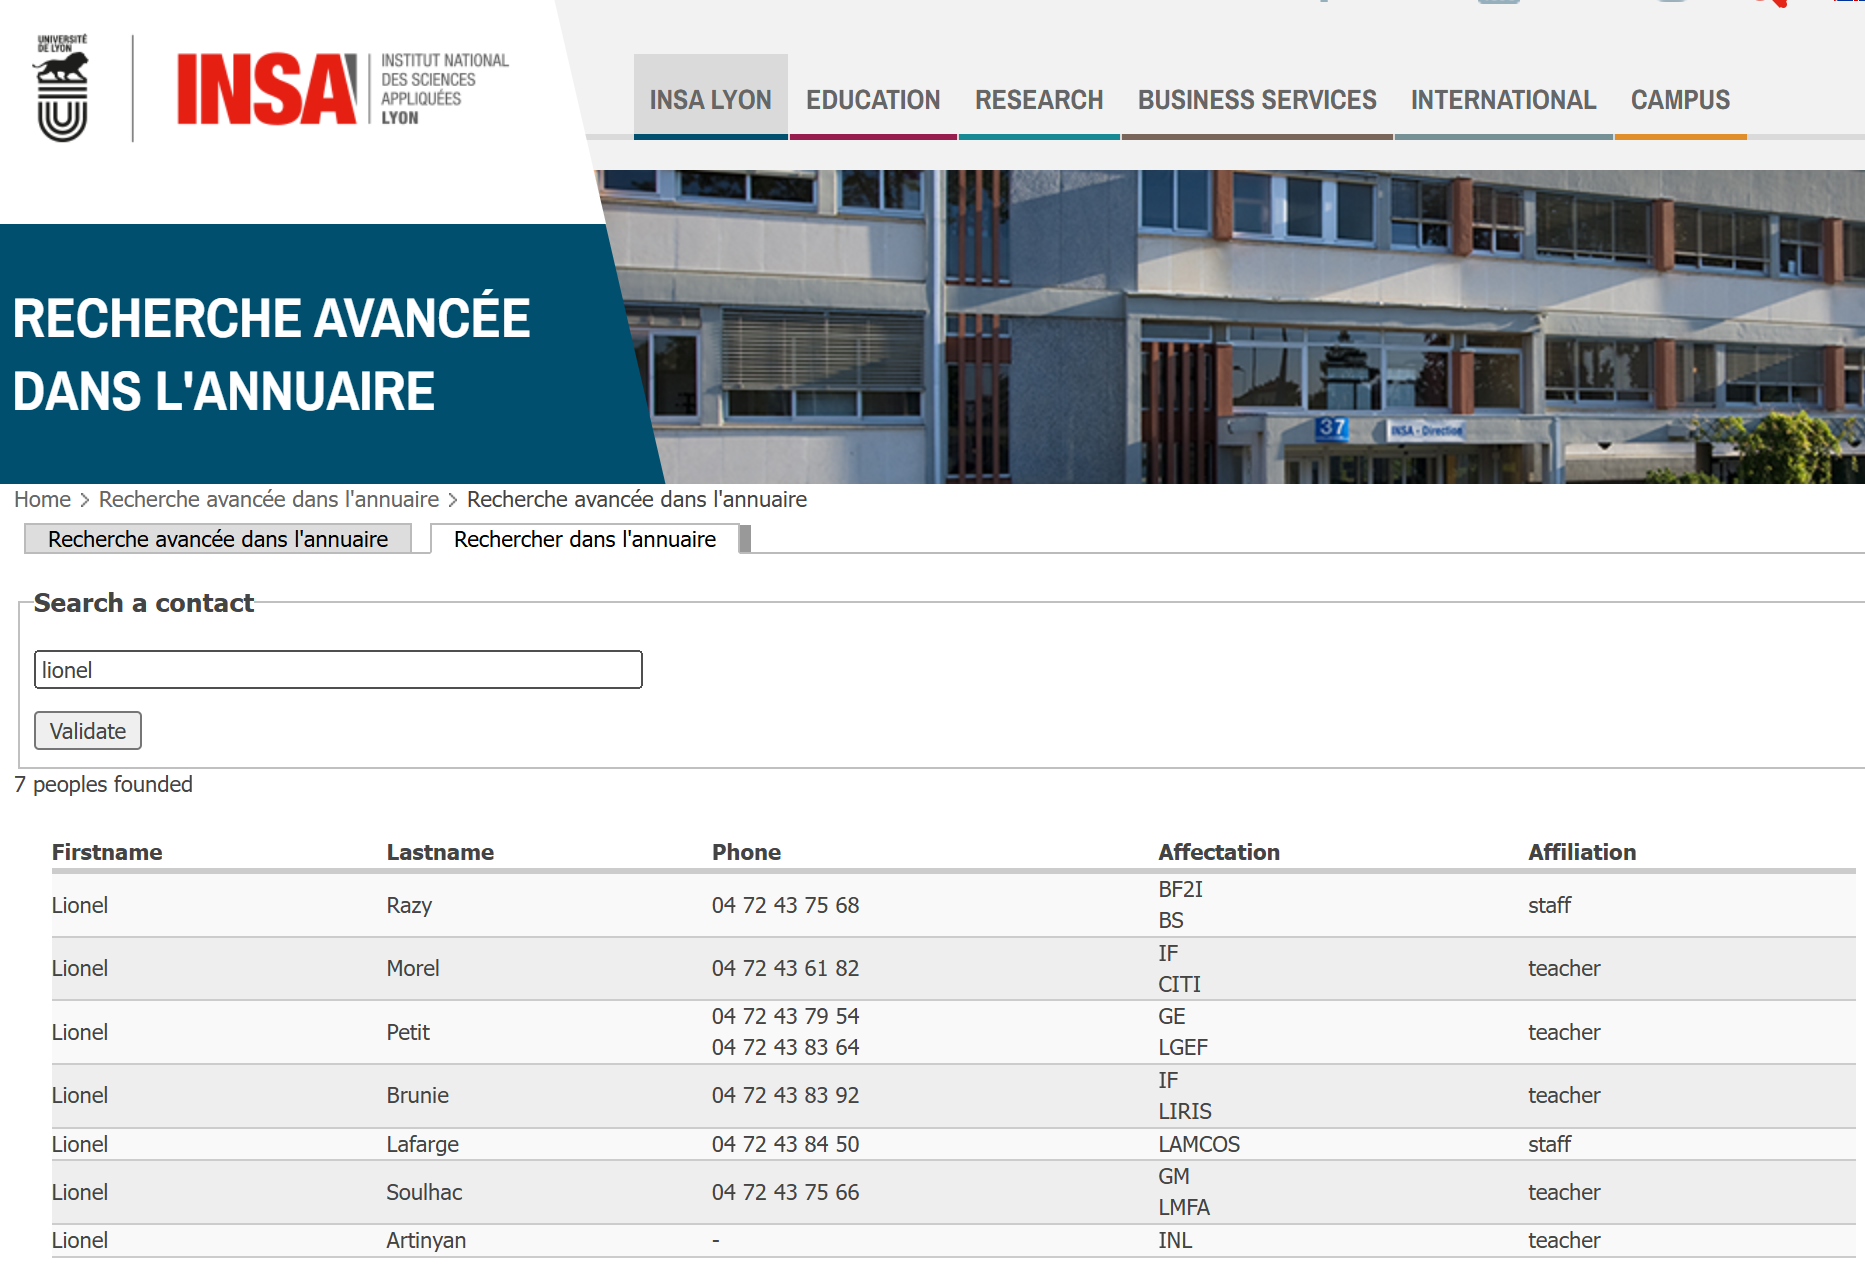 UNIVERSITÉ
DE LYON
INSA
INSTITUT NATIONAL
DES SCIENCES
APPLIQUÉES
LYON
INSA LYON EDUCATION RESEARCH BUSINESS SERVICES INTERNATIONAL CAMPUS
RECHERCHE AVANCÉE
DANS L'ANNUAIRE
37
INSA - Direction
Home > Recherche avancée dans l'annuaire > Recherche avancée dans l'annuaire
Recherche avancée dans l'annuaire Rechercher dans l'annuaire
Search a contact
lionel
Validate
7 peoples founded
Firstname Lastname Phone Affectation Affiliation
Lionel Razy 04 72 43 75 68 BF2I
BS staff
Lionel Morel 04 72 43 61 82 IF
CITI teacher
Lionel Petit 04 72 43 79 54
04 72 43 83 64 GE
LGEF teacher
Lionel Brunie 04 72 43 83 92 IF
LIRIS teacher
Lionel Lafarge 04 72 43 84 50 LAMCOS staff
Lionel Soulhac 04 72 43 75 66 GM
LMFA teacher
Lionel Artinyan - INL teacher